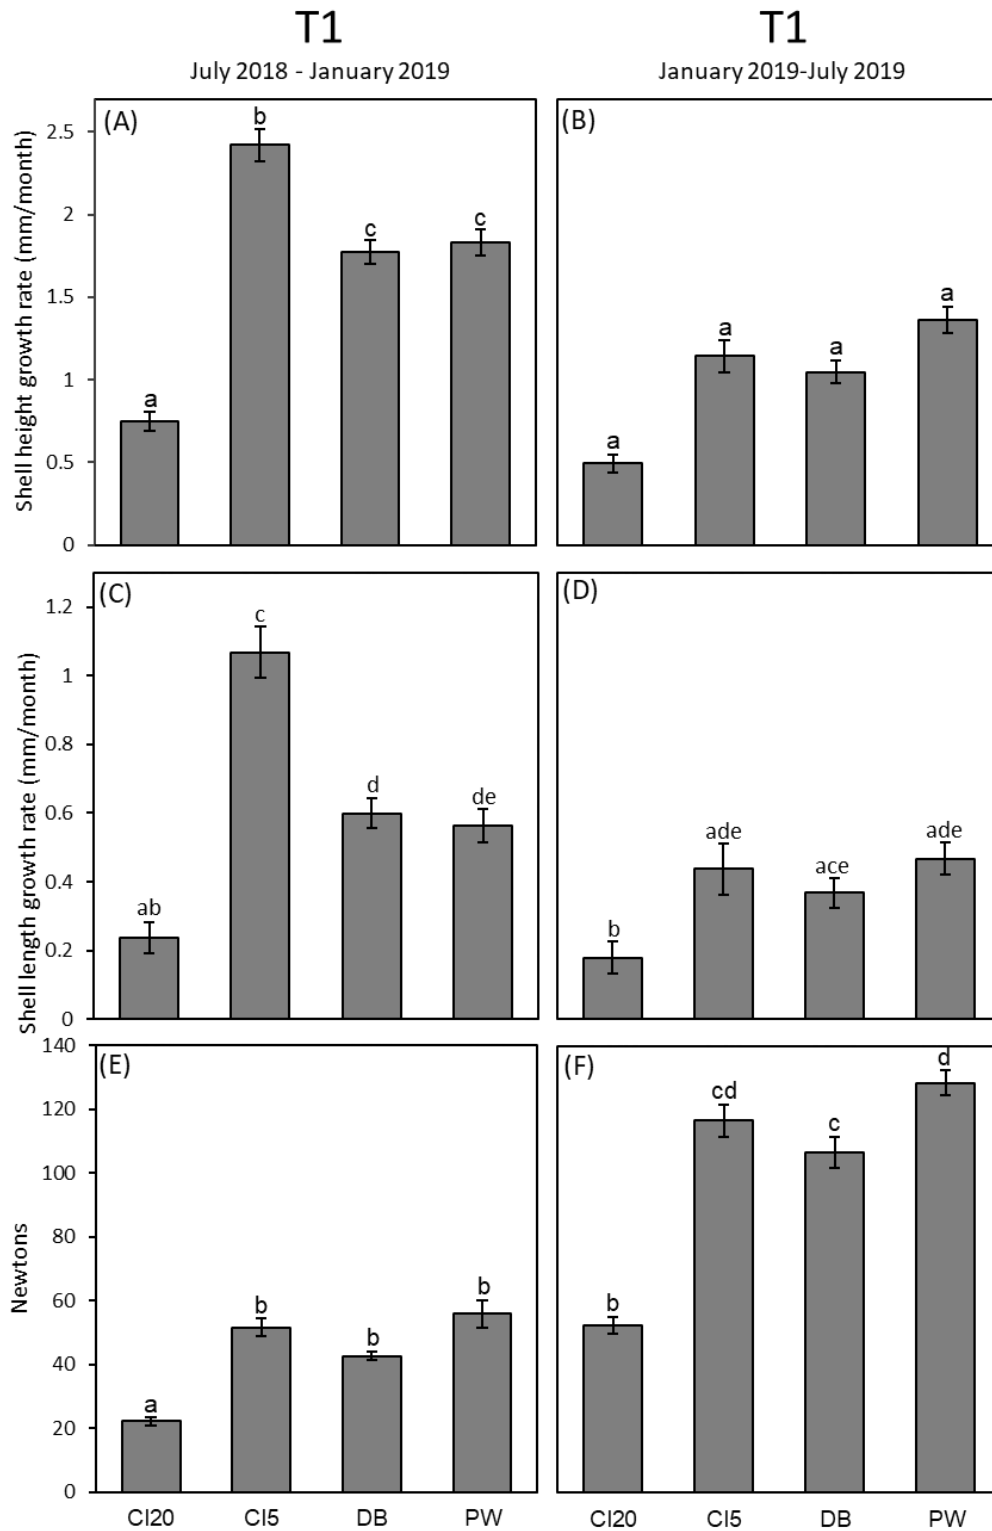 T1 T1
July 2018 - January 2019 January 2019-July 2019
Shell height growth rate (mm/month)
(A) b (B)
2.5
2 c c
1.5 a
a a
1 a
0.5 a
0
Shell length growth rate (mm/month)
(C) c (D)
1.2
1
0.8 d de
0.6 ade ace ade
0.4 ab
0.2 b
0
Newtons
140 (E) (F) d
120 cd c
100
80
60 b b b b
40
20 a
0
CI20 CI5 DB PW CI20 CI5 DB PW